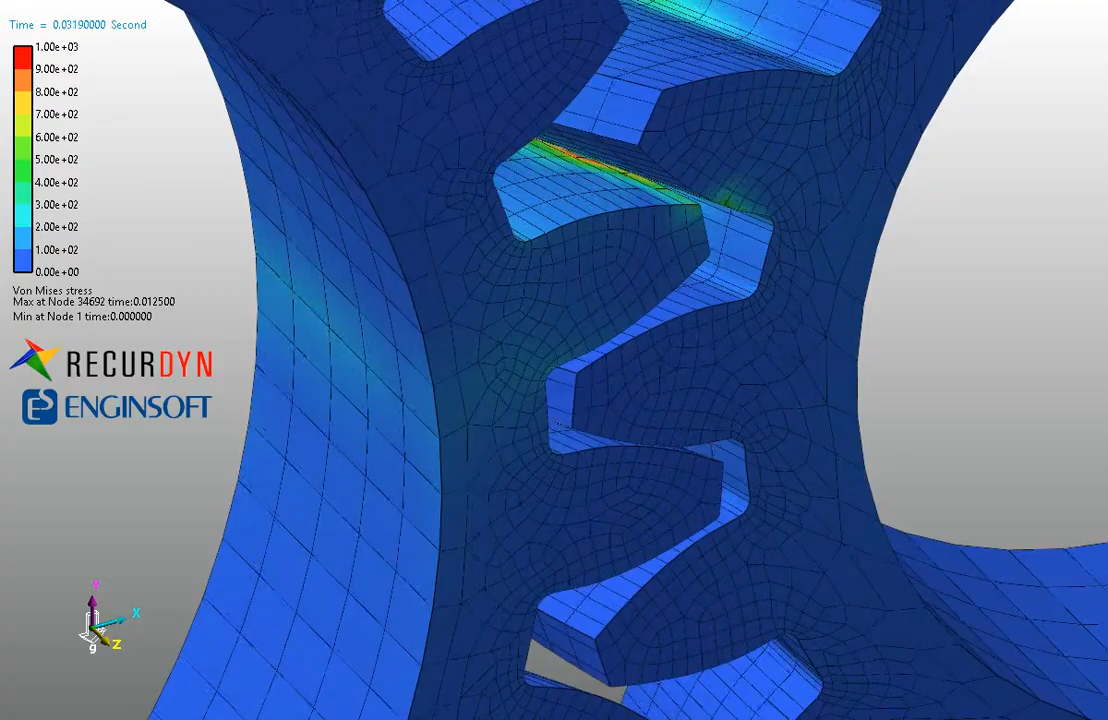 Time = 0.03190000 Second
1.00e+03
9.00e+02
8.00e+02
7.00e+02
6.00e+02
5.00e+02
4.00e+02
3.00e+02
2.00e+02
1.00e+02
0.00e+00
Von Mises stress
Max at Node 34692 time:0.012500
Min at Node 1 time:0.000000
RECURDYN
ENGINSOFT
Y
X
Z
g